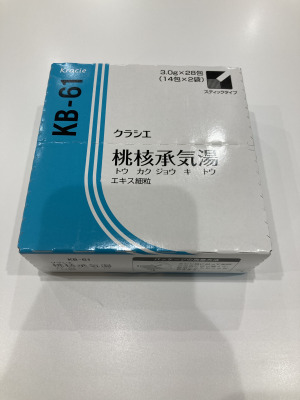 Kracie
3.0g×28包
(14包×2袋)
スティックタイプ
KB-61
クラシエ
桃核承気湯
トウ カク ジョウ キ トウ
エキス細粒
KB-61
桃核承気湯